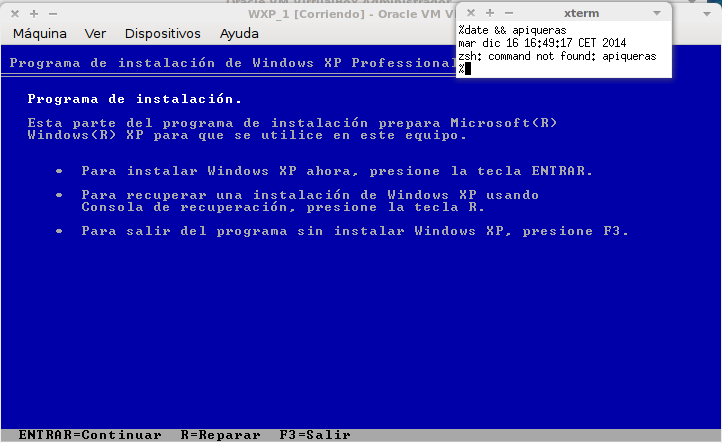 Oracle VM VirtualBox Administrador
WXP_1 [Corriendo] - Oracle VM V
Máquina Ver Dispositivos Ayuda
xterm
%date && apiqueras
mar dic 16 16:49:17 CET 2014
zsh: command not found: apiqueras
%
Programa de instalación de Windows XP Professional
Programa de instalación.
Esta parte del programa de instalación prepara Microsoft(R)
Windows(R) XP para que se utilice en este equipo.
• Para instalar Windows XP ahora, presione la tecla ENTRAR.
• Para recuperar una instalación de Windows XP usando
Consola de recuperación, presione la tecla R.
• Para salir del programa sin instalar Windows XP, presione F3.
ENTRAR=Continuar R=Reparar F3=Salir